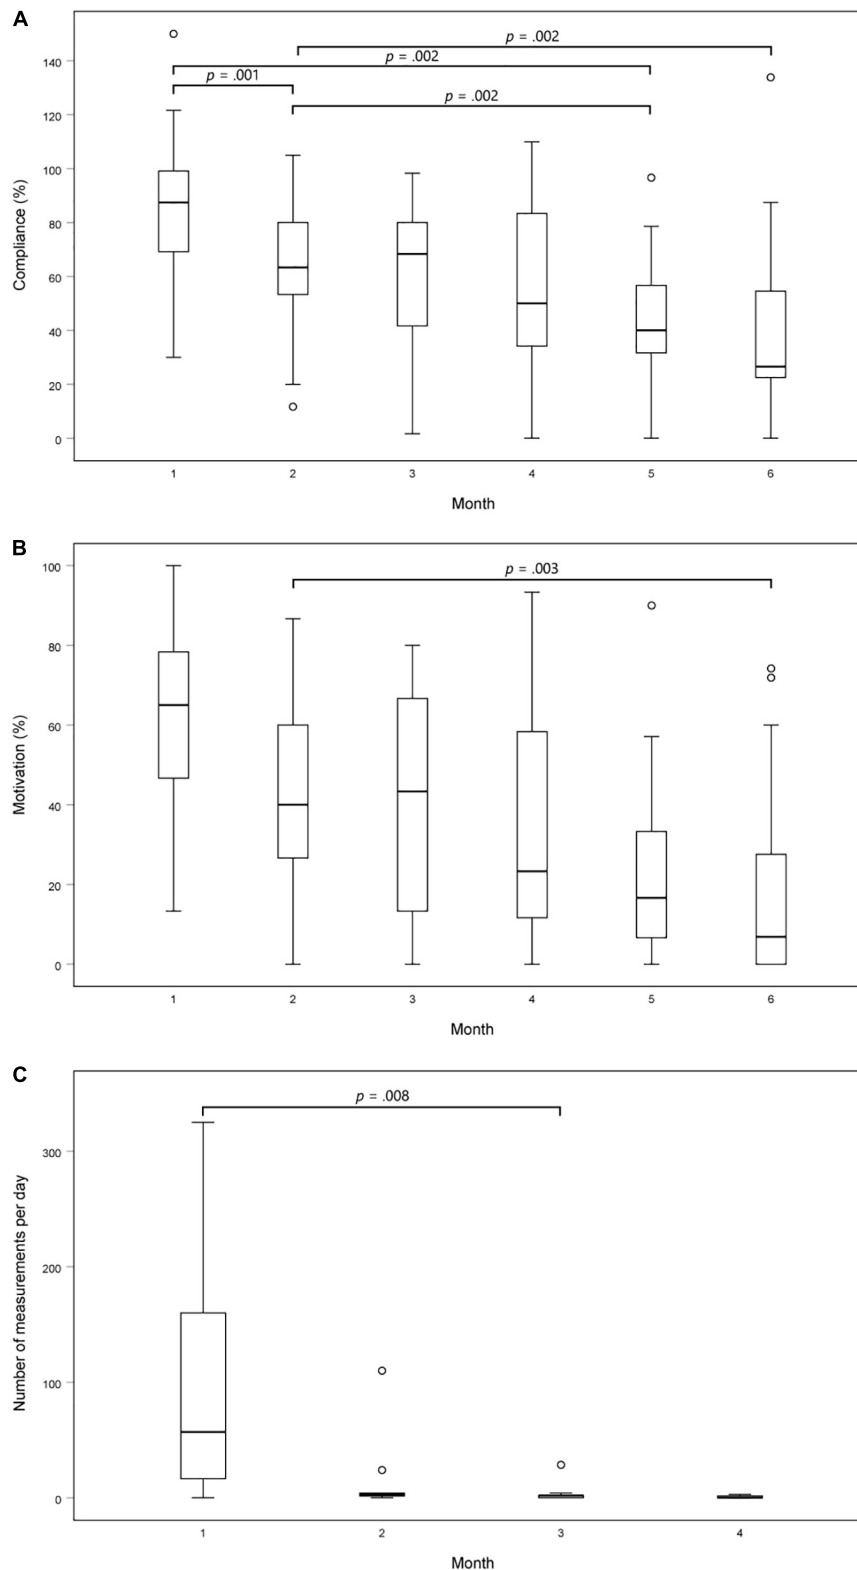 A
p = .002
p = .002
p = .001
p = .002
Compliance (%)
140
120
100
80
60
40
20
0
1 2 3 4 5 6
Month
B
p = .003
Motivation (%)
100
80
60
40
20
0
1 2 3 4 5 6
Month
C
p = .008
Number of measurements per day
300
200
100
0
1 2 3 4
Month